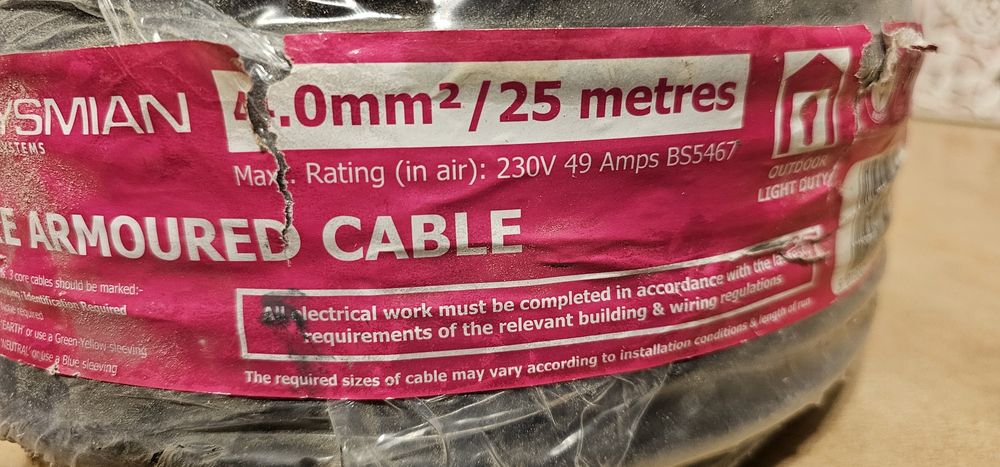 YSMIAN
SYSTEMS
4.0mm²/25 metres
Max. Rating (in air): 230V 49 Amps BS5467
E ARMOURED CABLE
OUTDOOR
LIGHT DUTY
3 core cables should be marked:-
Identification Required
required
'EARTH' or use a Green-Yellow sleeving
'NEUTRAL' or use a Blue sleeving
All electrical work must be completed in accordance with the la
requirements of the relevant building & wiring regulations
The required sizes of cable may vary according to installation conditions & length of run